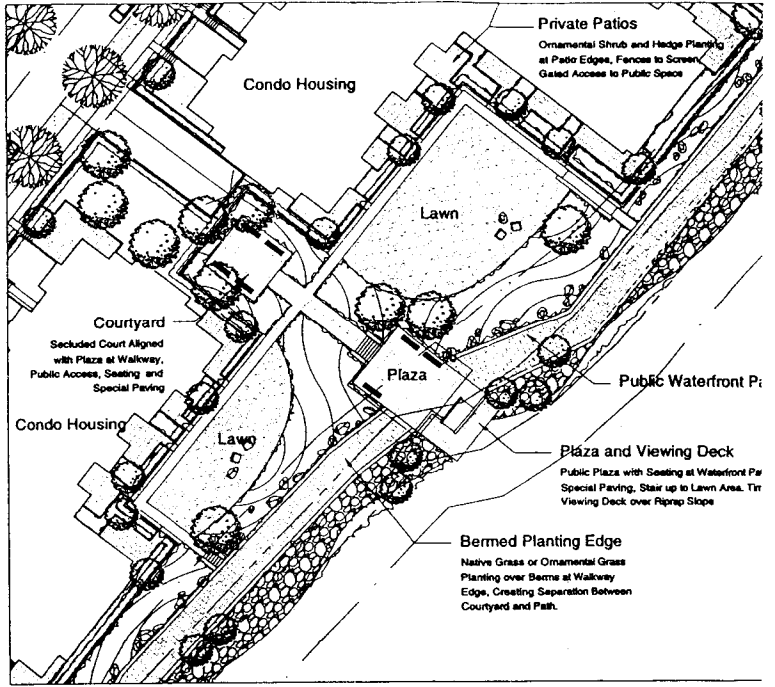 Private Patios
Ornamental Shrub and Hedge Planting
at Patio Edges, Fences to Screen,
Gated Access to Public Space
Condo Housing
Lawn
Courtyard
Secluded Court Aligned
with Plaza at Walkway,
Public Access, Seating and
Special Paving
Plaza
Public Waterfront Pa
Condo Housing
Lawn
Plaza and Viewing Deck
Public Plaza with Seating at Waterfront Pat
Special Paving, Stair up to Lawn Area. Tim
Viewing Deck over Riprap Slope
Bermed Planting Edge
Native Grass or Ornamental Grass
Planting over Berms at Walkway
Edge, Creating Separation Between
Courtyard and Path.